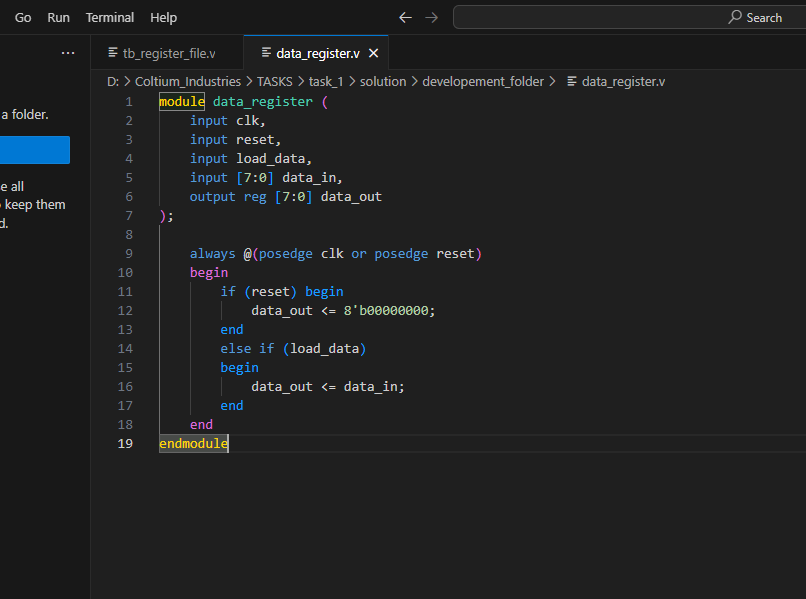 Go Run Terminal Help
Search
tb_register_file.v
data_register.v
D: > Coltium_Industries > TASKS > task_1 > solution > developement_folder > data_register.v
a folder.
e all
keep them
d.
1 module data_register (
2 input clk,
3 input reset,
4 input load_data,
5 input [7:0] data_in,
6 output reg [7:0] data_out
7 );
8
9 always @(posedge clk or posedge reset)
10 begin
11 if (reset) begin
12 data_out <= 8'b00000000;
13 end
14 else if (load_data)
15 begin
16 data_out <= data_in;
17 end
18 end
19 endmodule